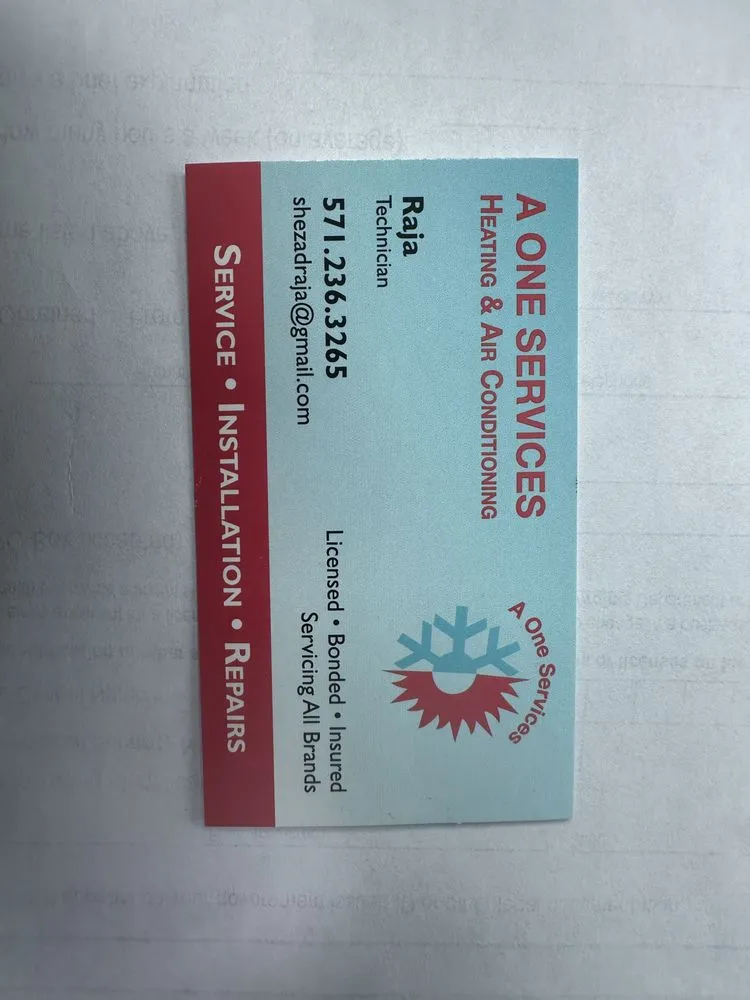 A ONE SERVICES
HEATING & AIR CONDITIONING
A One Services
Raja
Technician
571.236.3265
shezadraja@gmail.com
Licensed • Bonded • Insured
Servicing All Brands
SERVICE • INSTALLATION • REPAIRS